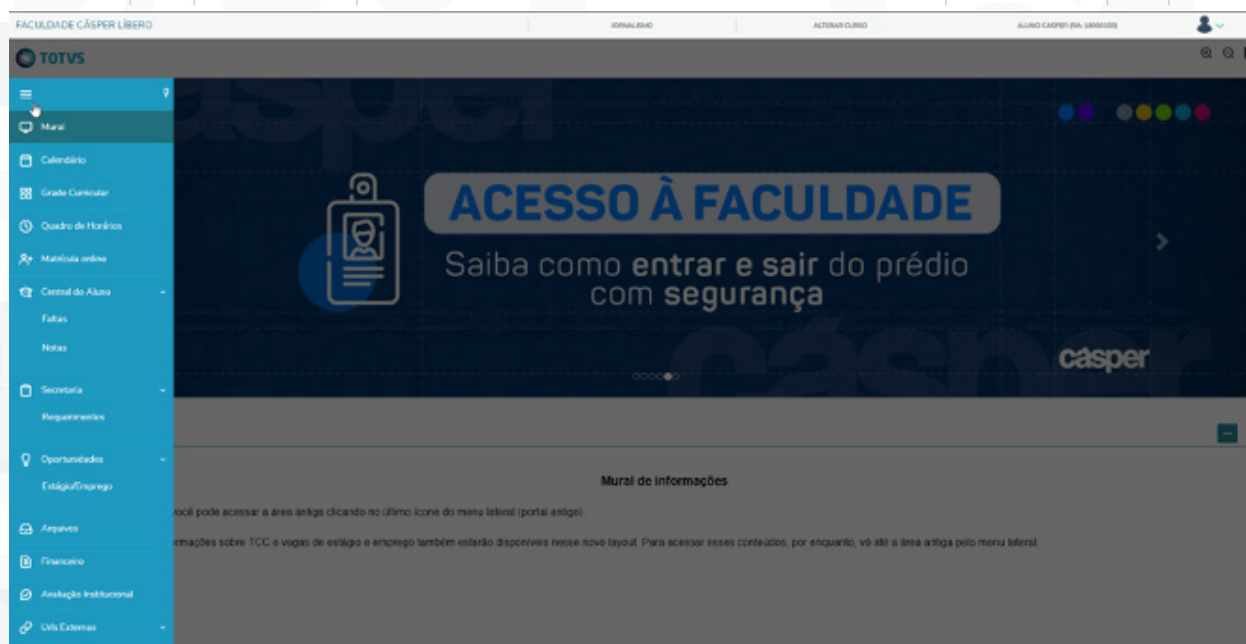 FACULDADE CÁSPER LÍBERO
JORNALISMO
ALTERAR CURSO
ALUNO CASPER (RA:
TOTVS
Mural
Calendário
Grade Curricular
Quadro de Horários
Matrícula online
Central do Aluno
Faltas
Notas
Secretaria
Requerimentos
Oportunidades
Estágio/Emprego
Arquivos
Financeiro
Avaliação Institucional
Urls Externas
ACESSO À FACULDADE
Saiba como entrar e sair do prédio
com segurança
cásper
Mural de informações
você pode acessar a área antiga clicando no último ícone do menu lateral (portal antigo).
ormações sobre TCC e vagas de estágio e emprego também estarão disponíveis nesse novo layout. Para acessar esses conteúdos, por enquanto, vá até a área antiga pelo menu lateral.